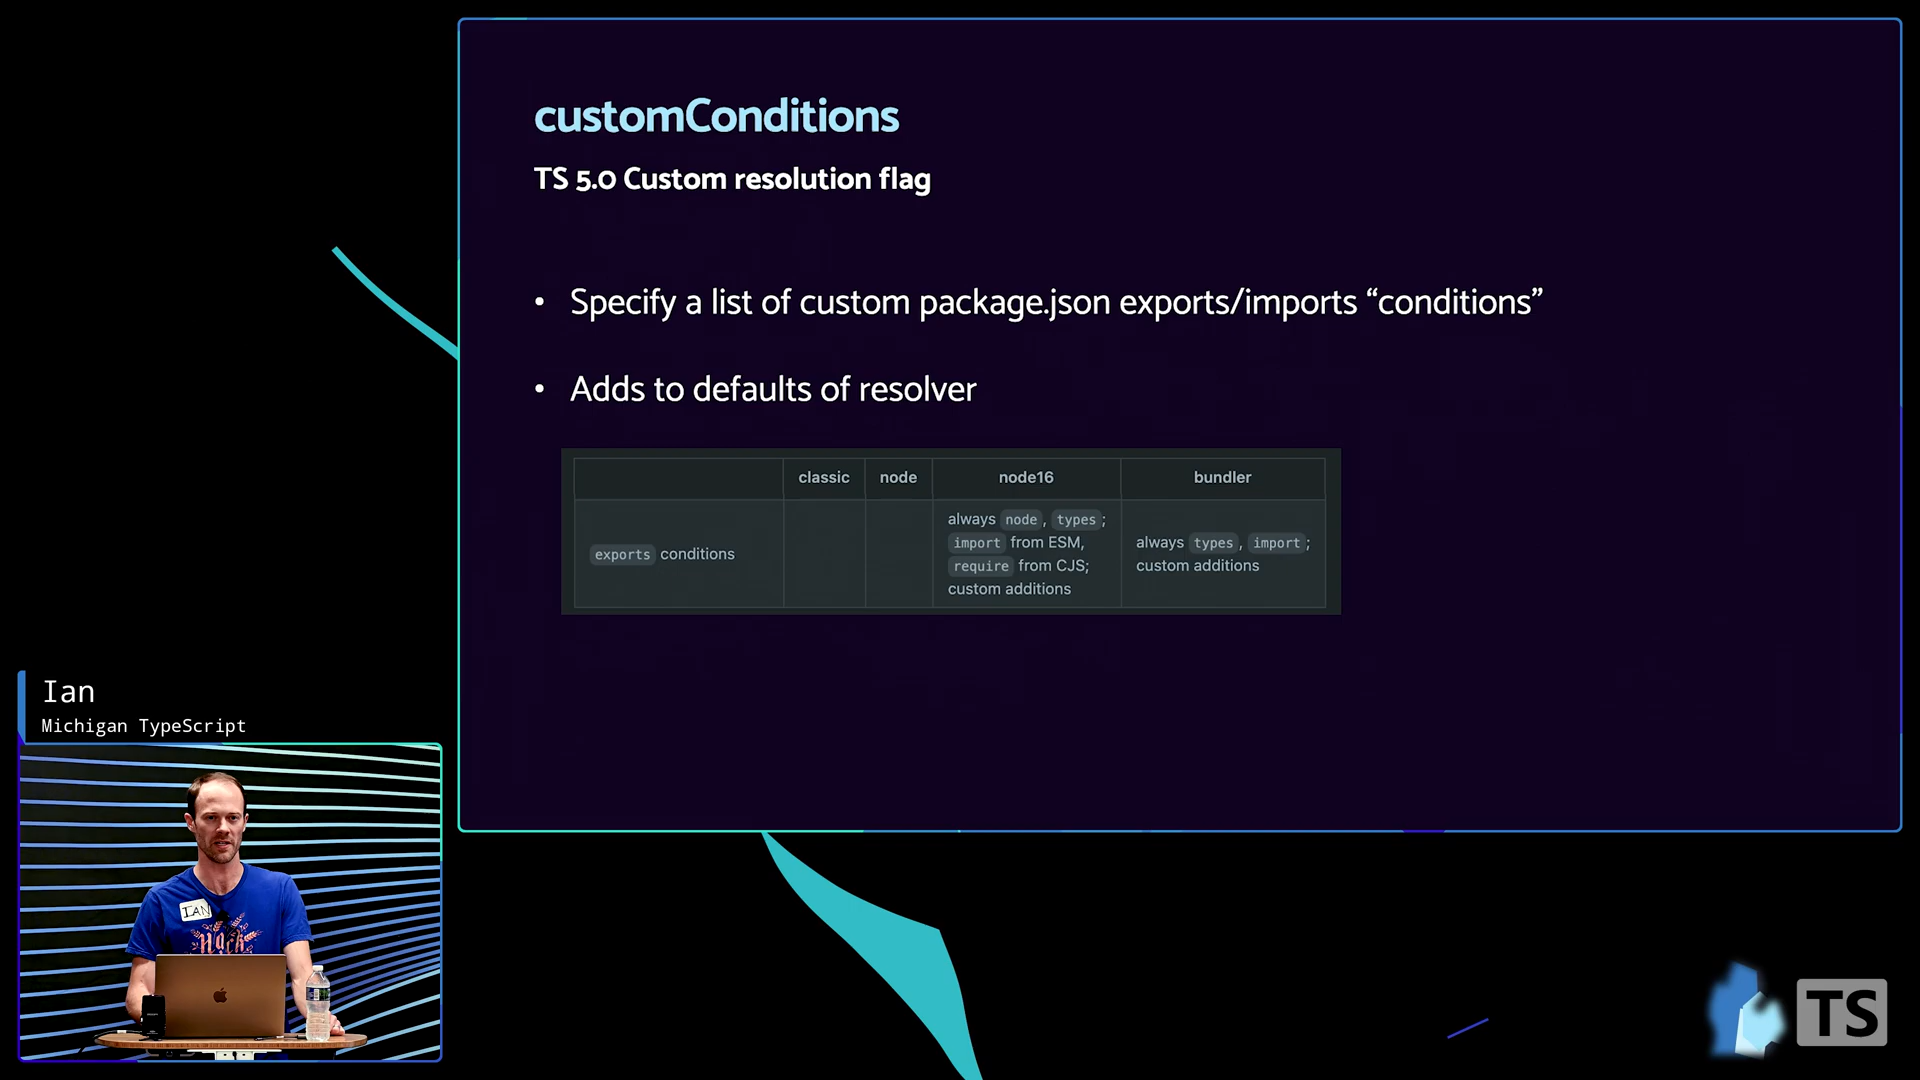 customConditions
TS 5.0 Custom resolution flag
• Specify a list of custom package.json exports/imports “conditions”
• Adds to defaults of resolver
classic node node16 bundler
exports conditions
always node, types;
import from ESM,
require from CJS;
custom additions
always types, import;
custom additions
Ian
Michigan TypeScript
IAN
Hack
TS